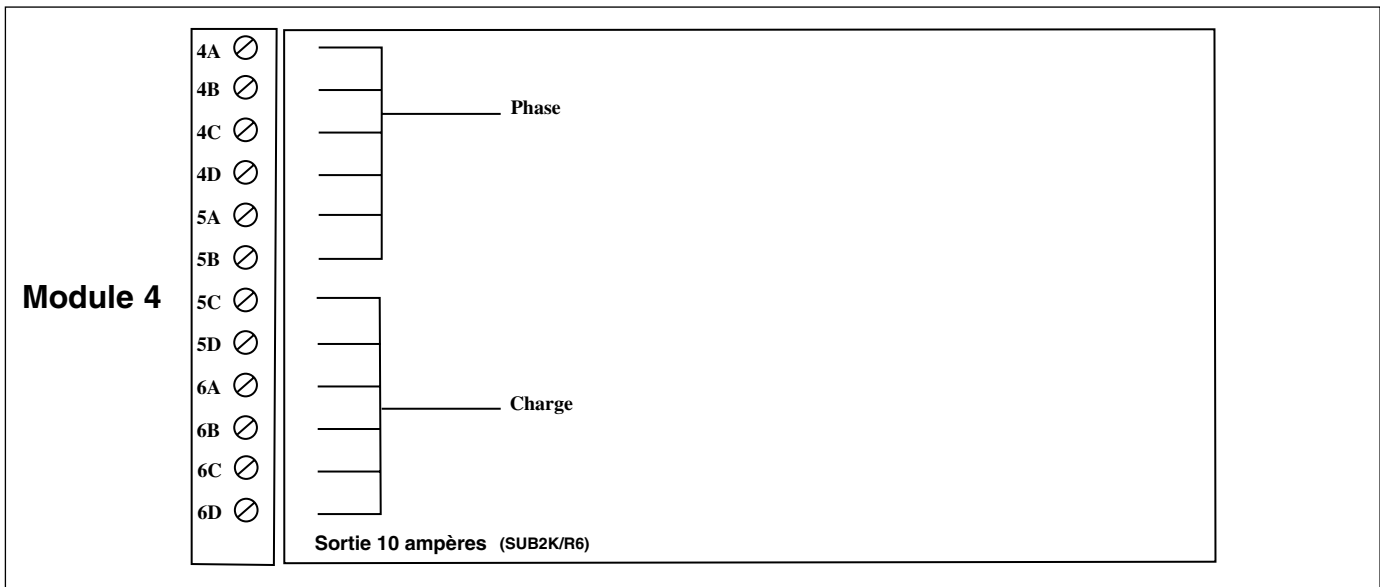 4A
4B
Phase
4C
4D
5A
5B
Module 4
5C
5D
6A
Charge
6B
6C
6D
Sortie 10 ampères (SUB2K/R6)